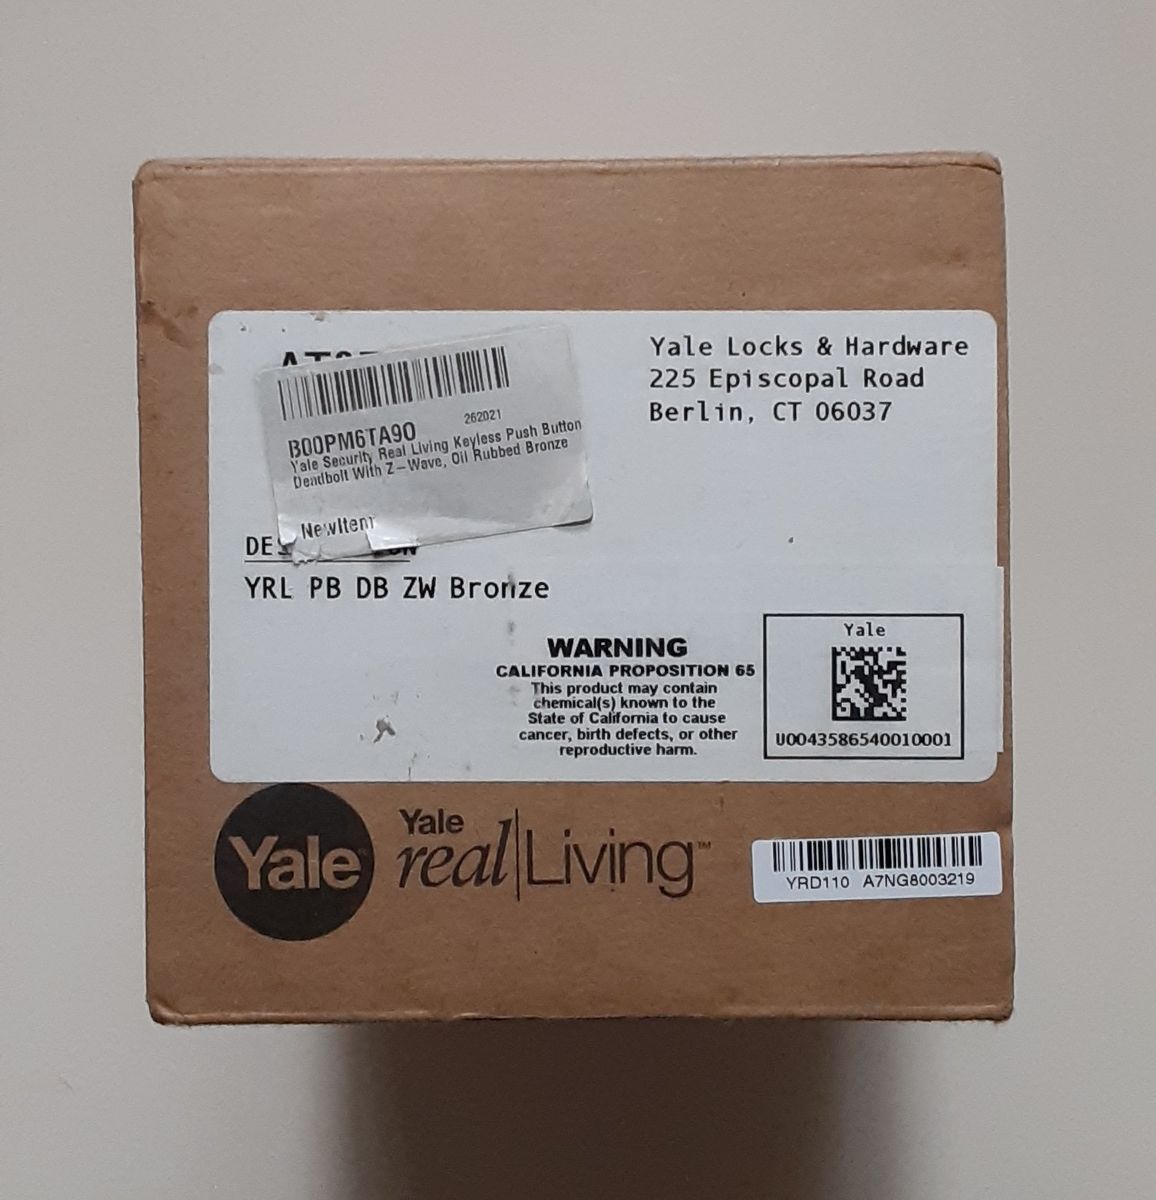 Yale Locks & Hardware
225 Episcopal Road
Berlin, CT 06037
B00PM6TA9O
262021
Yale Security Real Living Keyless Push Button
Deadbolt With Z-Wave, Oil Rubbed Bronze
NewItem
YRL PB DB ZW Bronze
WARNING
CALIFORNIA PROPOSITION 65
This product may contain
chemical(s) known to the
State of California to cause
cancer, birth defects, or other
reproductive harm.
Yale
U0043586540010001
Yale
Yale
real|Living™
YRD110 A7NG8003219